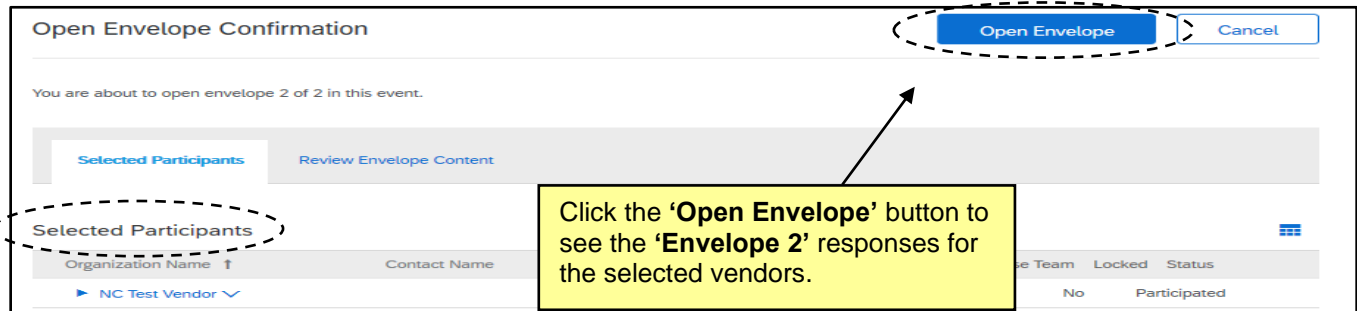 Open Envelope Confirmation
Open Envelope
Cancel
You are about to open envelope 2 of 2 in this event.
Selected Participants
Review Envelope Content
Click the ‘Open Envelope’ button to
see the ‘Envelope 2’ responses for
the selected vendors.
Selected Participants
Organization Name ↑ Contact Name Team Locked Status
► NC Test Vendor No Participated